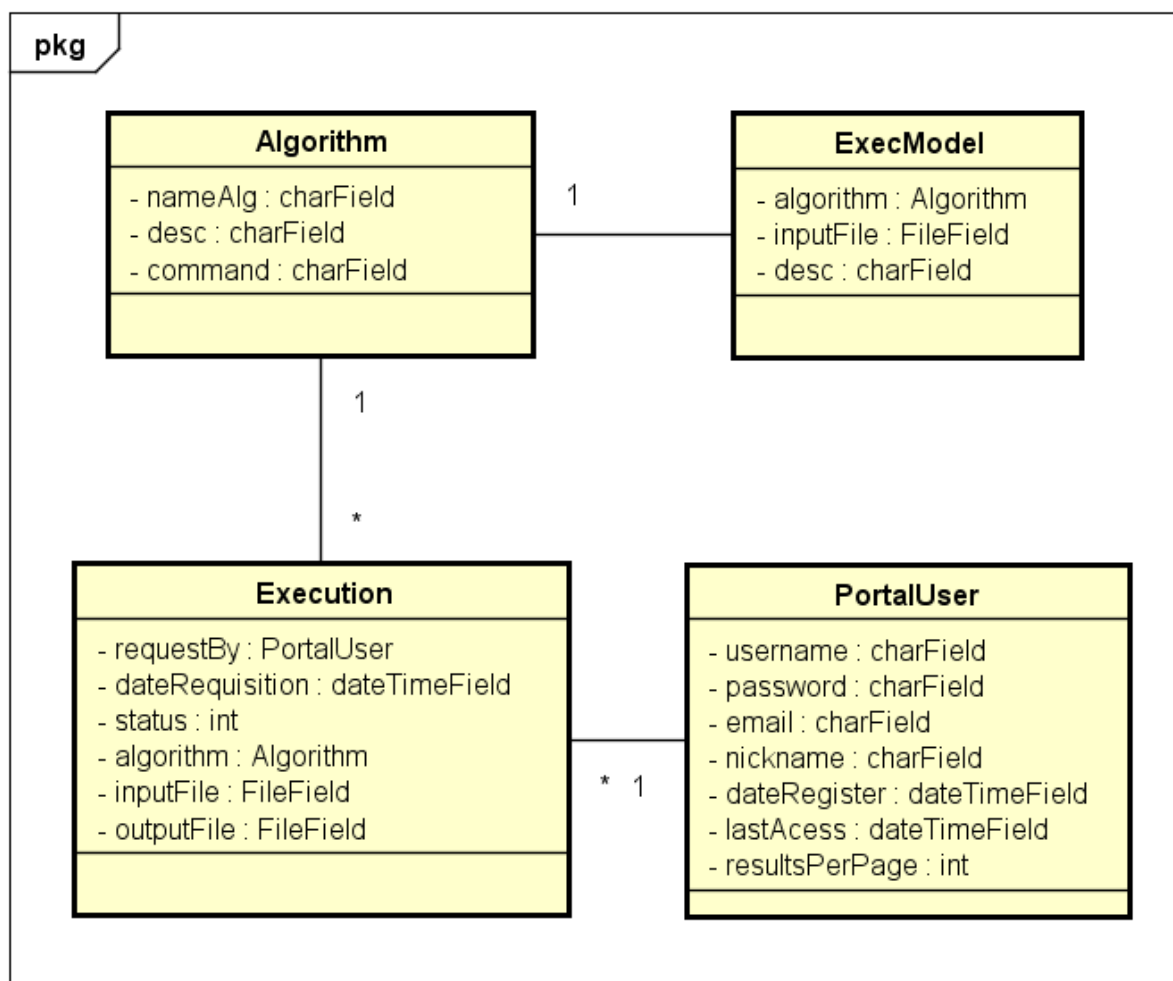 pkg
Algorithm
- nameAlg : charField
- desc : charField
- command : charField
1
ExecModel
- algorithm : Algorithm
- inputFile : FileField
- desc : charField
1
*
Execution
- requestBy : PortalUser
- dateRequisition : dateTimeField
- status : int
- algorithm : Algorithm
- inputFile : FileField
- outputFile : FileField
* 1
PortalUser
- username : charField
- password : charField
- email : charField
- nickname : charField
- dateRegister : dateTimeField
- lastAcess : dateTimeField
- resultsPerPage : int